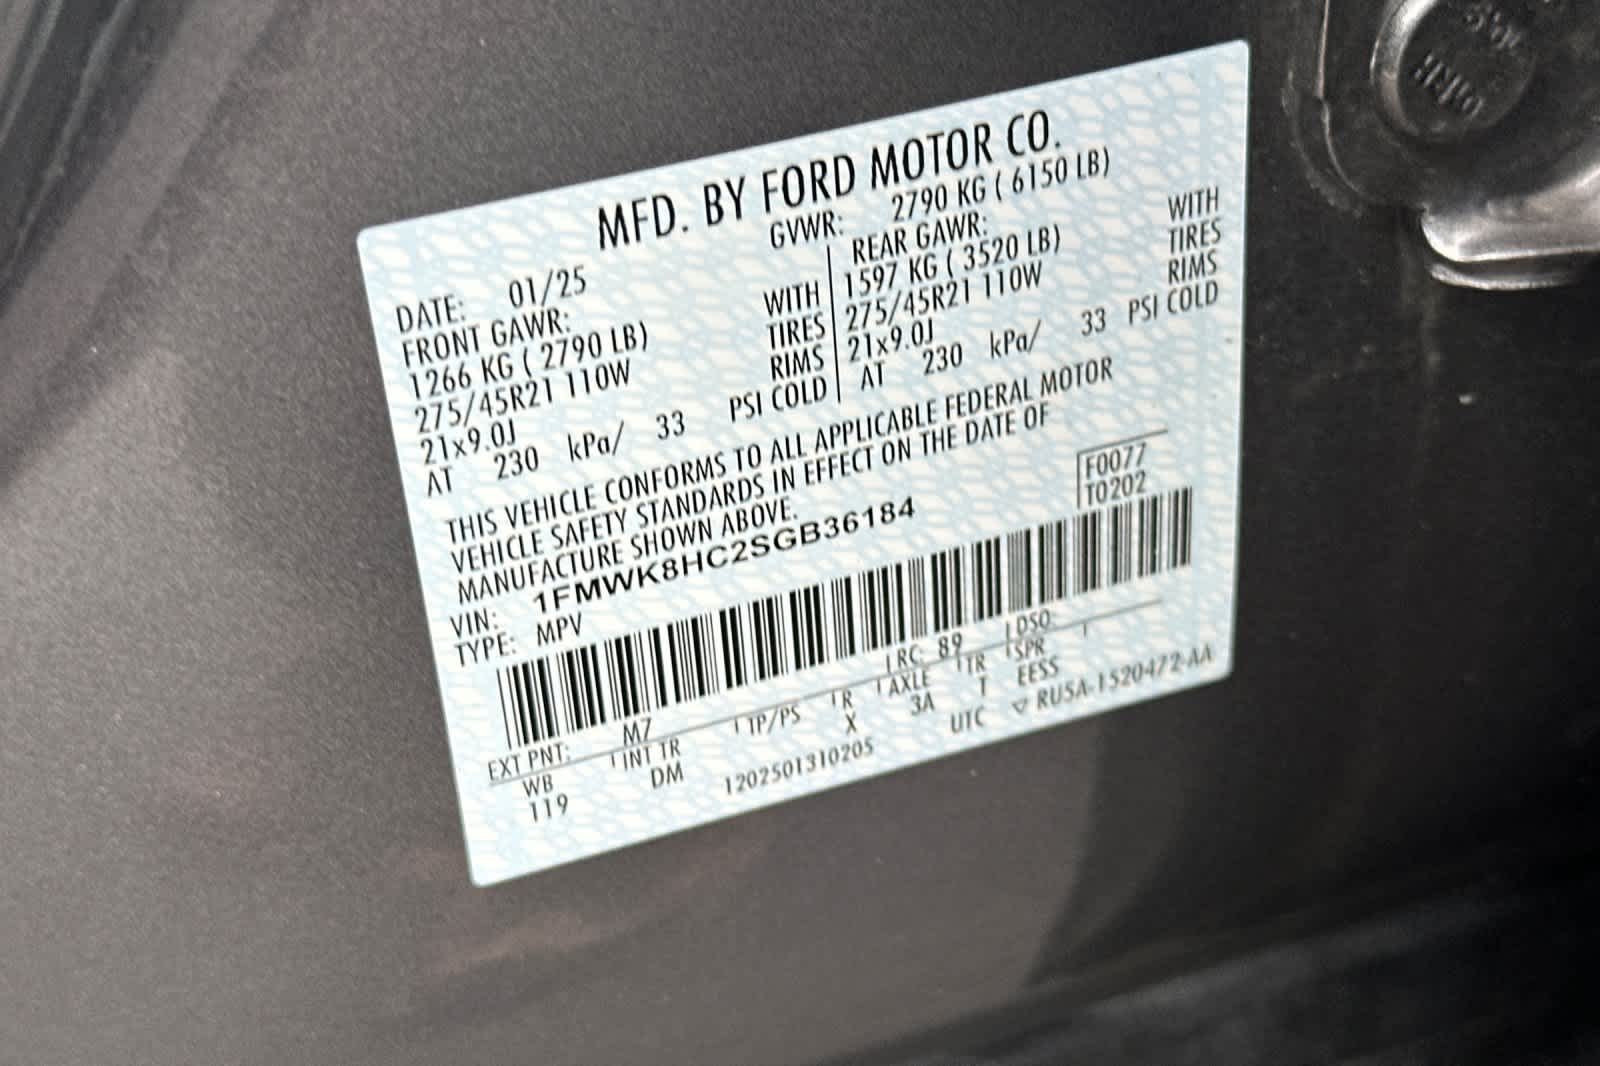 MFD. BY FORD MOTOR CO.
DATE: 01/25 GVWR: 2790 KG ( 6150 LB)
FRONT GAWR: REAR GAWR:
1266 KG ( 2790 LB) WITH 1597 KG ( 3520 LB) WITH
275/45R21 110W TIRES 275/45R21 110W TIRES
21x9.0J RIMS 21x9.0J RIMS
AT 230 kPa/ 33 PSI COLD AT 230 kPa/ 33 PSI COLD
THIS VEHICLE CONFORMS TO ALL APPLICABLE FEDERAL MOTOR
VEHICLE SAFETY STANDARDS IN EFFECT ON THE DATE OF
MANUFACTURE SHOWN ABOVE.
F0077
T0202
VIN: 1FMWK8HC2SGB36184
TYPE: MPV
EXT PNT: M7 RC: 89 DSO:
WB INT TR TP/PS R AXLE TR SPR
119 DM X 3A T EESS
1202501310205 UTC RU5A-1520472-AA